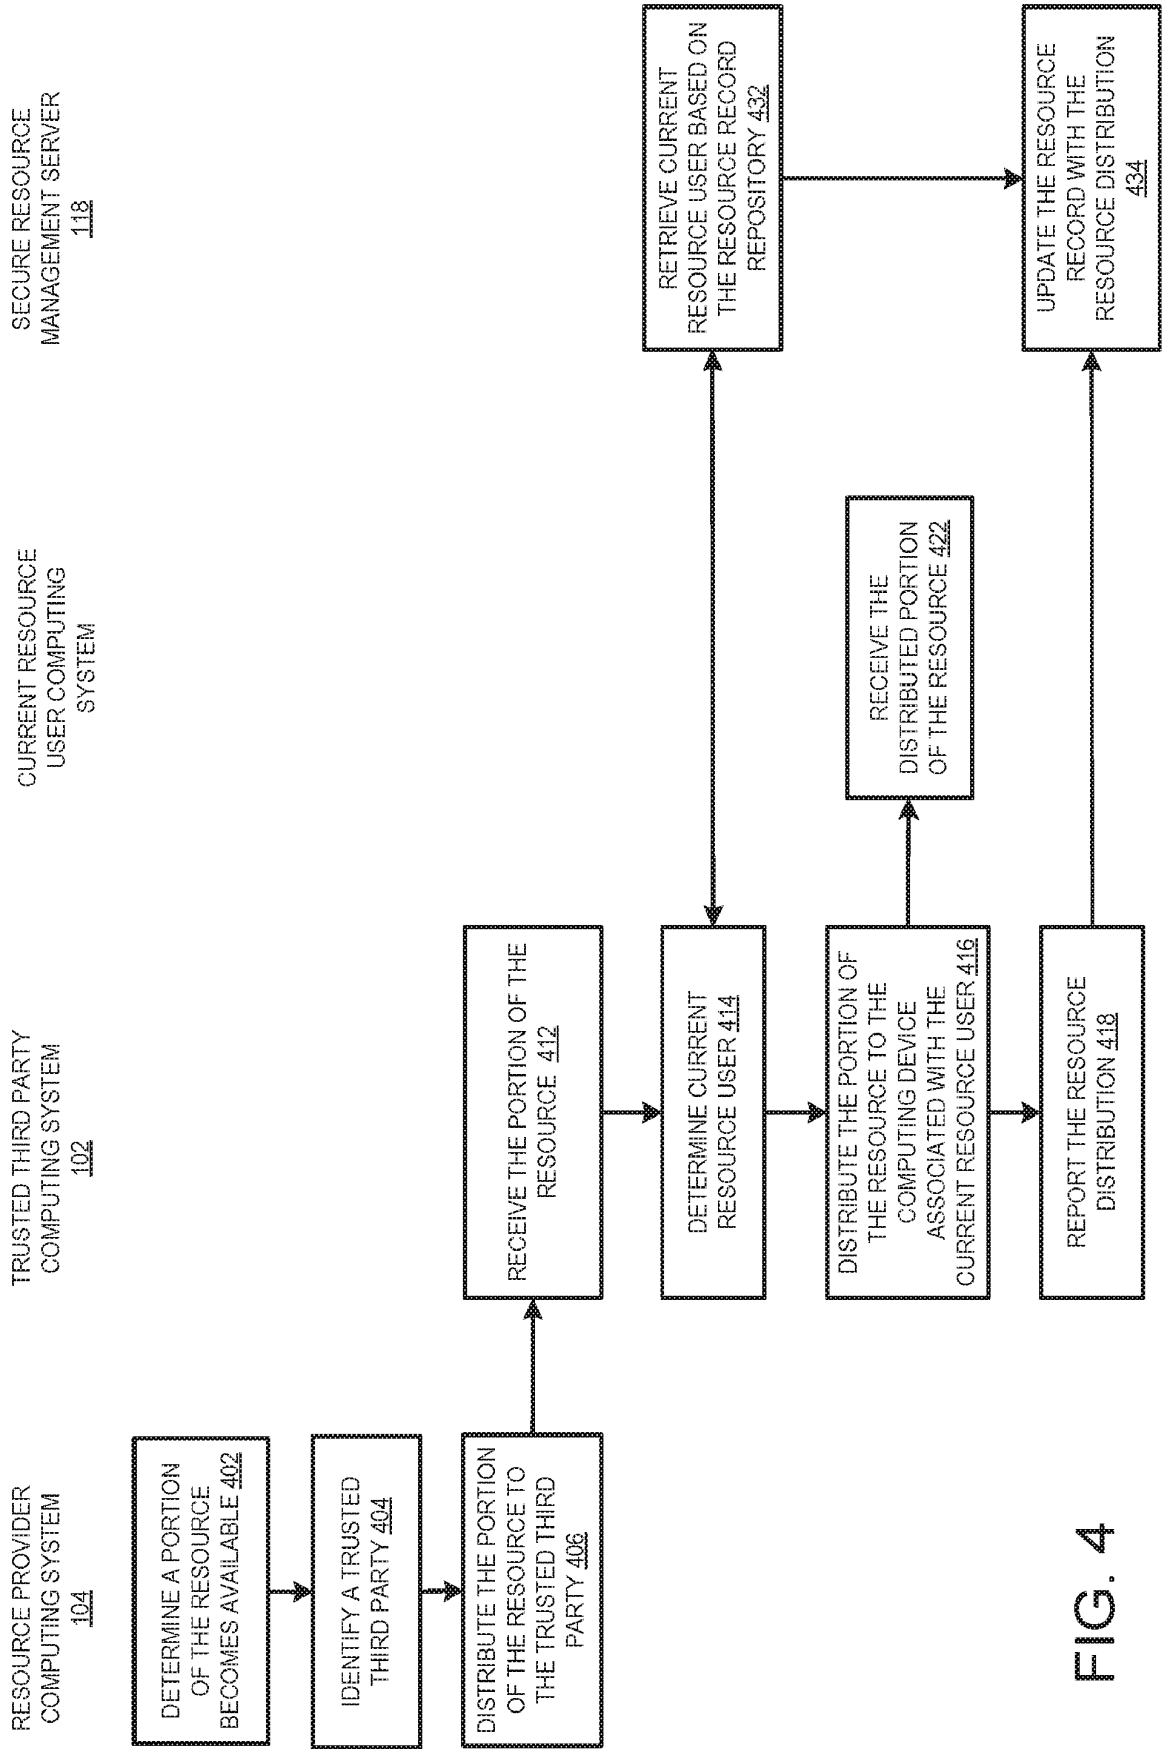 RESOURCE PROVIDER
COMPUTING SYSTEM
104
TRUSTED THIRD PARTY
COMPUTING SYSTEM
102
CURRENT RESOURCE
USER COMPUTING
SYSTEM
SECURE RESOURCE
MANAGEMENT SERVER
118
DETERMINE A PORTION
OF THE RESOURCE
BECOMES AVAILABLE 402
IDENTIFY A TRUSTED
THIRD PARTY 404
DISTRIBUTE THE PORTION
OF THE RESOURCE TO
THE TRUSTED THIRD
PARTY 406
RECEIVE THE PORTION OF THE
RESOURCE 412
DETERMINE CURRENT
RESOURCE USER 414
RETRIEVE CURRENT
RESOURCE USER BASED ON
THE RESOURCE RECORD
REPOSITORY 432
DISTRIBUTE THE PORTION OF
THE RESOURCE TO THE
COMPUTING DEVICE
ASSOCIATED WITH THE
CURRENT RESOURCE USER 416
RECEIVE THE
DISTRIBUTED PORTION
OF THE RESOURCE 422
REPORT THE RESOURCE
DISTRIBUTION 418
UPDATE THE RESOURCE
RECORD WITH THE
RESOURCE DISTRIBUTION
434
FIG. 4